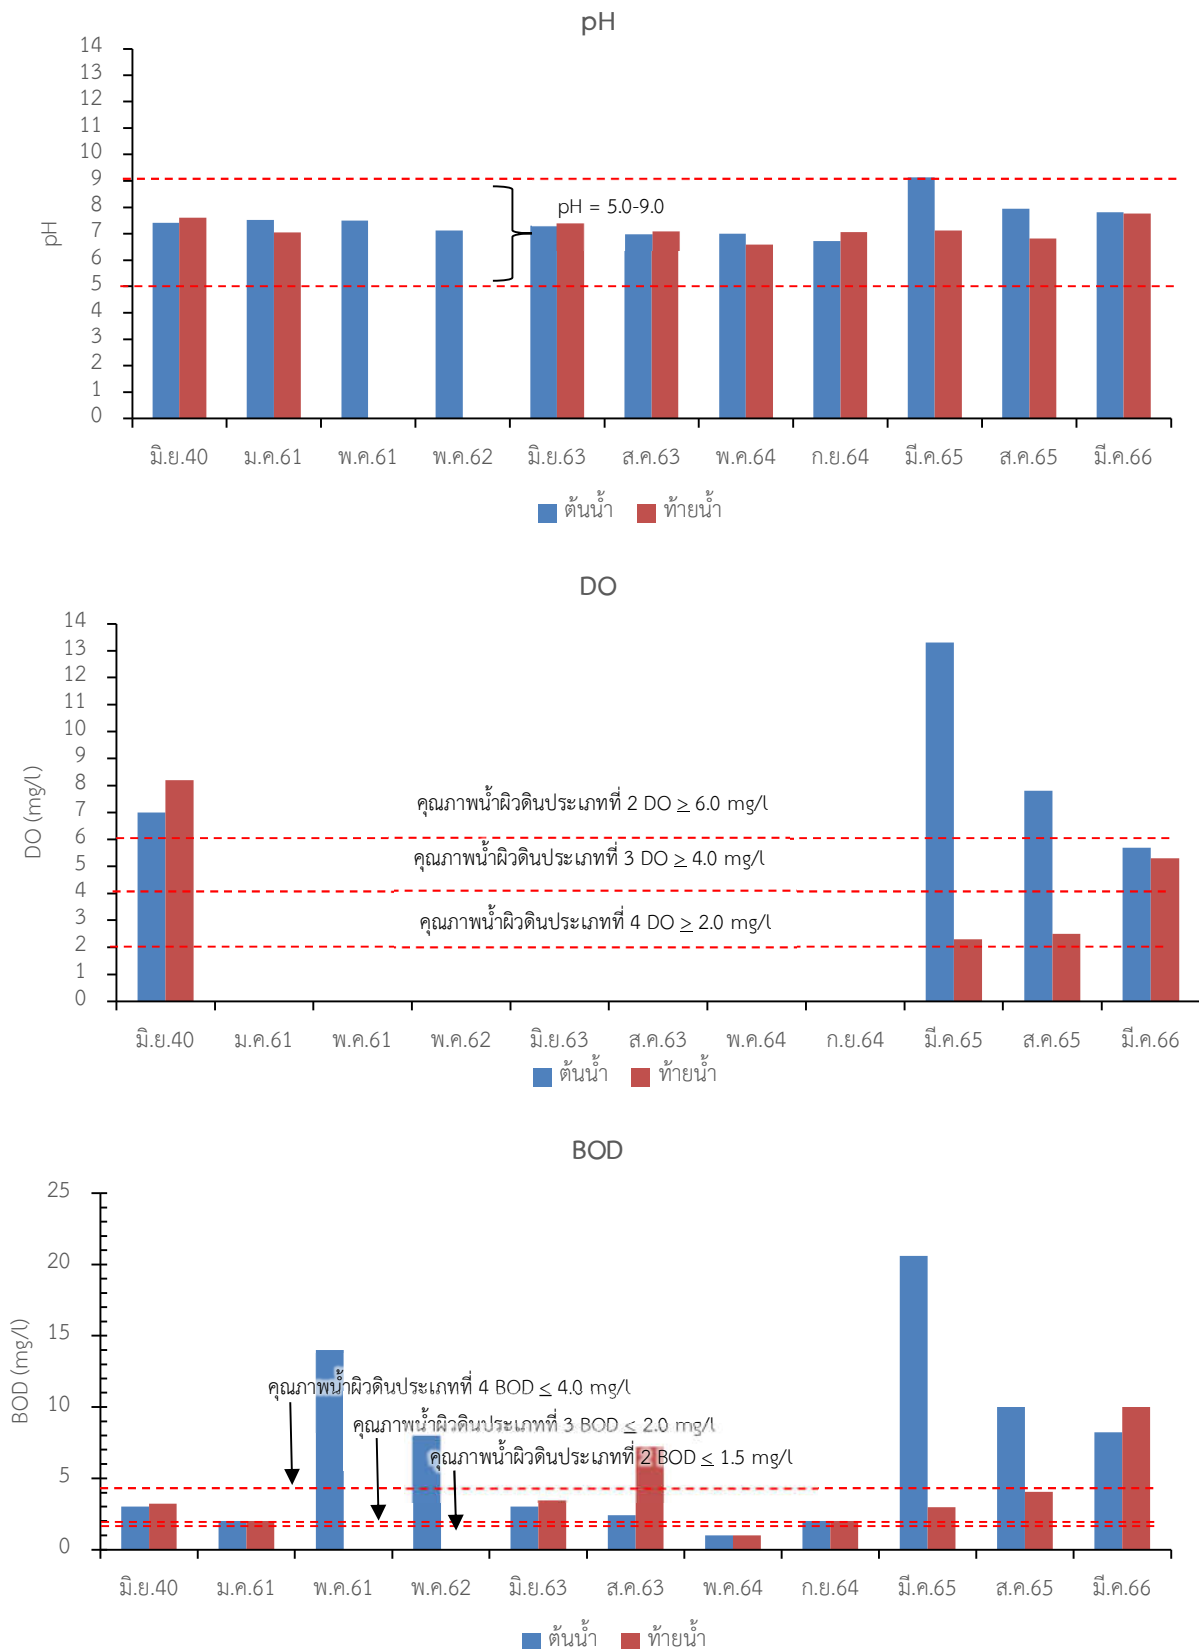 pH
14
13
12
11
10
9
8
7
6
5
4
3
2
1
0
pH
pH = 5.0-9.0
มิ.ย.40 ม.ค.61 พ.ค.61 พ.ค.62 มิ.ย.63 ส.ค.63 พ.ค.64 ก.ย.64 มี.ค.65 ส.ค.65 มี.ค.66
ต้นน้ำ ท้ายน้ำ
DO
14
13
12
11
10
9
8
7
6
5
4
3
2
1
0
DO (mg/l)
คุณภาพน้ำผิวดินประเภทที่ 2 DO ≥ 6.0 mg/l
คุณภาพน้ำผิวดินประเภทที่ 3 DO ≥ 4.0 mg/l
คุณภาพน้ำผิวดินประเภทที่ 4 DO ≥ 2.0 mg/l
มิ.ย.40 ม.ค.61 พ.ค.61 พ.ค.62 มิ.ย.63 ส.ค.63 พ.ค.64 ก.ย.64 มี.ค.65 ส.ค.65 มี.ค.66
ต้นน้ำ ท้ายน้ำ
BOD
25
20
15
10
5
0
BOD (mg/l)
คุณภาพน้ำผิวดินประเภทที่ 4 BOD ≤ 4.0 mg/l
คุณภาพน้ำผิวดินประเภทที่ 3 BOD ≤ 2.0 mg/l
คุณภาพน้ำผิวดินประเภทที่ 2 BOD ≤ 1.5 mg/l
มิ.ย.40 ม.ค.61 พ.ค.61 พ.ค.62 มิ.ย.63 ส.ค.63 พ.ค.64 ก.ย.64 มี.ค.65 ส.ค.65 มี.ค.66
ต้นน้ำ ท้ายน้ำ